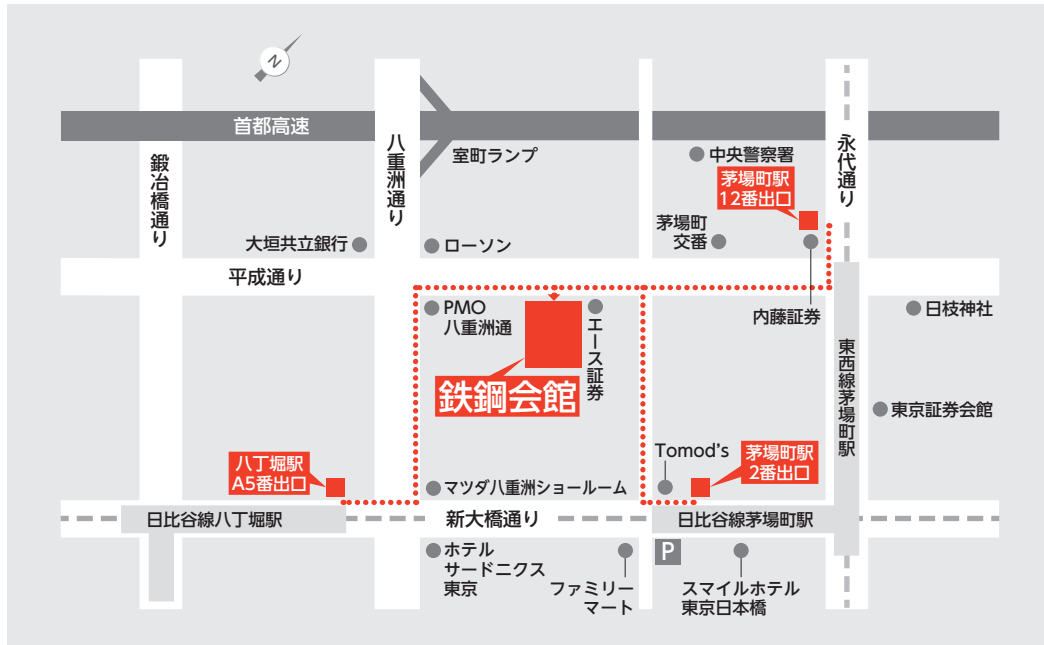 N
首都高速
鍛冶橋通り
八重洲通り
室町ランプ
中央警察署
永代通り
茅場町駅
12番出口
茅場町
交番
大垣共立銀行
ローソン
平成通り
PMO
八重洲通
エース証券
内藤証券
日枝神社
鉄鋼会館
東西線茅場町駅
東京証券会館
八丁堀駅
A5番出口
Tomod's
茅場町駅
2番出口
マツダ八重洲ショールーム
日比谷線八丁堀駅
新大橋通り
日比谷線茅場町駅
ホテル
サードニクス
東京
ファミリー
マート
P
スマイルホテル
東京日本橋